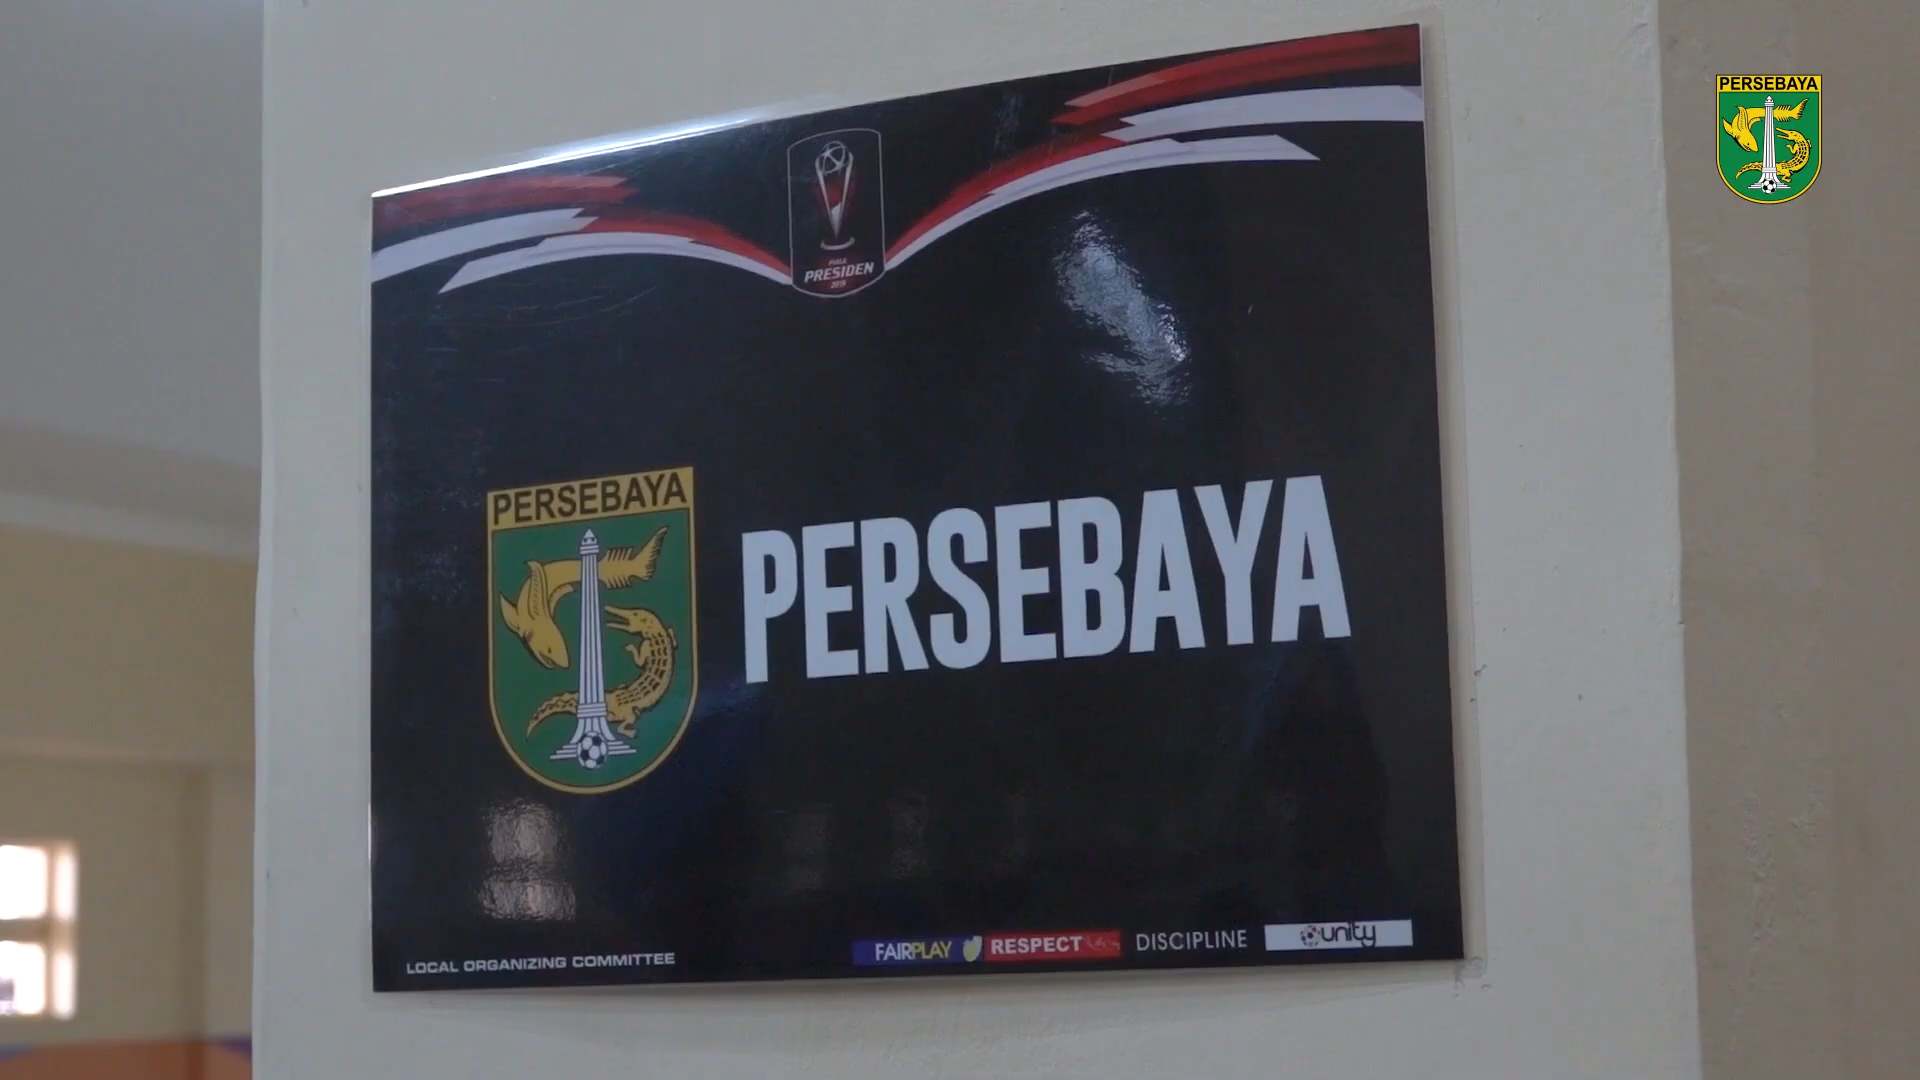 PERSEBAYA
PIALA
PRESIDEN
2019
PERSEBAYA
PERSEBAYA
LOCAL ORGANIZING COMMITTEE
FAIRPLAY RESPECT DISCIPLINE unity